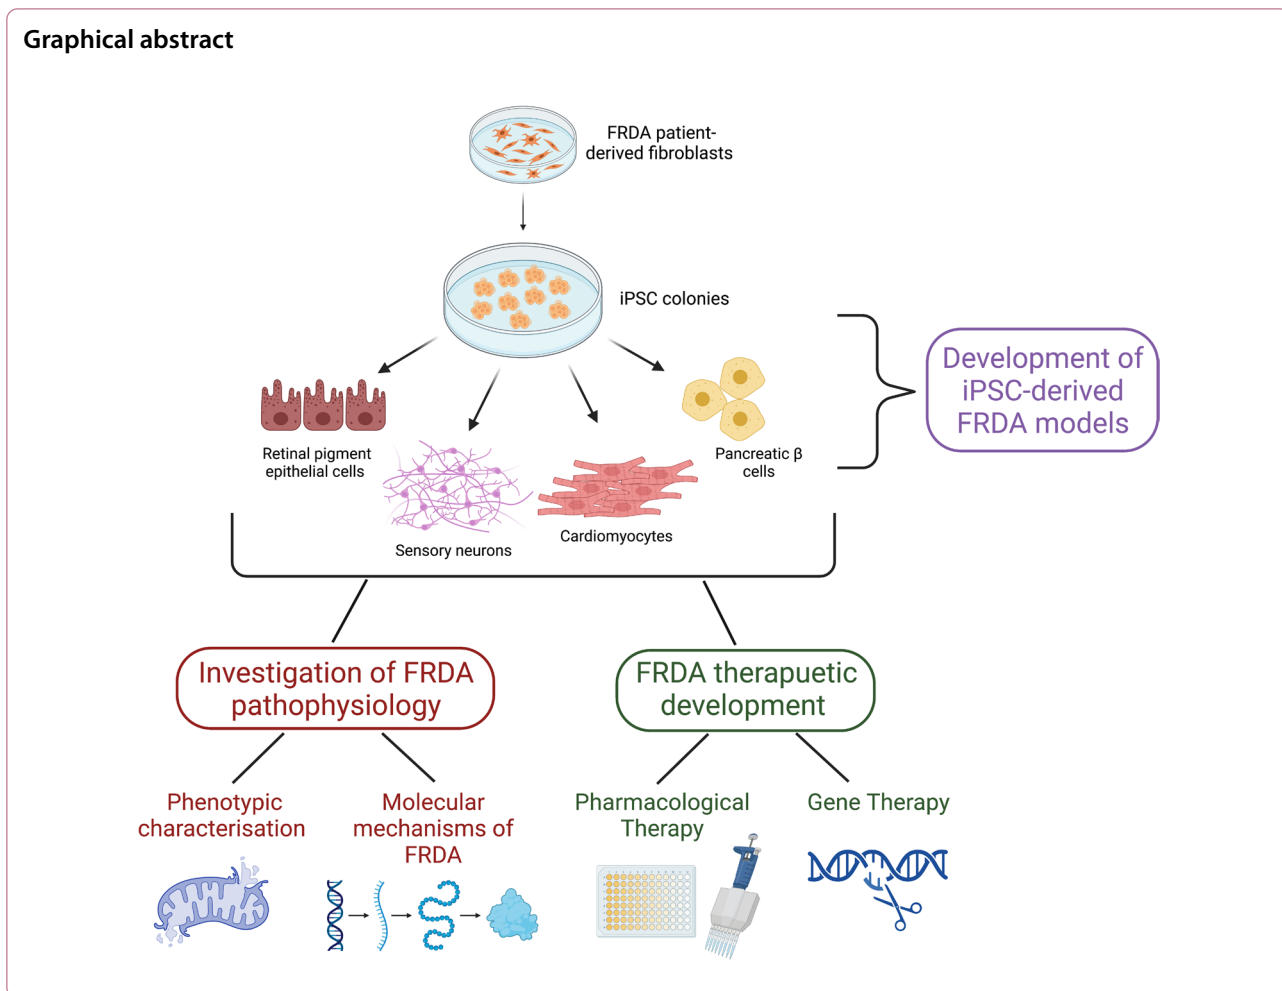 Graphical abstract
FRDA patient-
derived fibroblasts
iPSC colonies
Development of
iPSC-derived
FRDA models
Retinal pigment
epithelial cells
Sensory neurons
Cardiomyocytes
Pancreatic β
cells
Investigation of FRDA
pathophysiology
FRDA therapuetic
development
Phenotypic
characterisation
Molecular
mechanisms of
FRDA
Pharmacological
Therapy
Gene Therapy